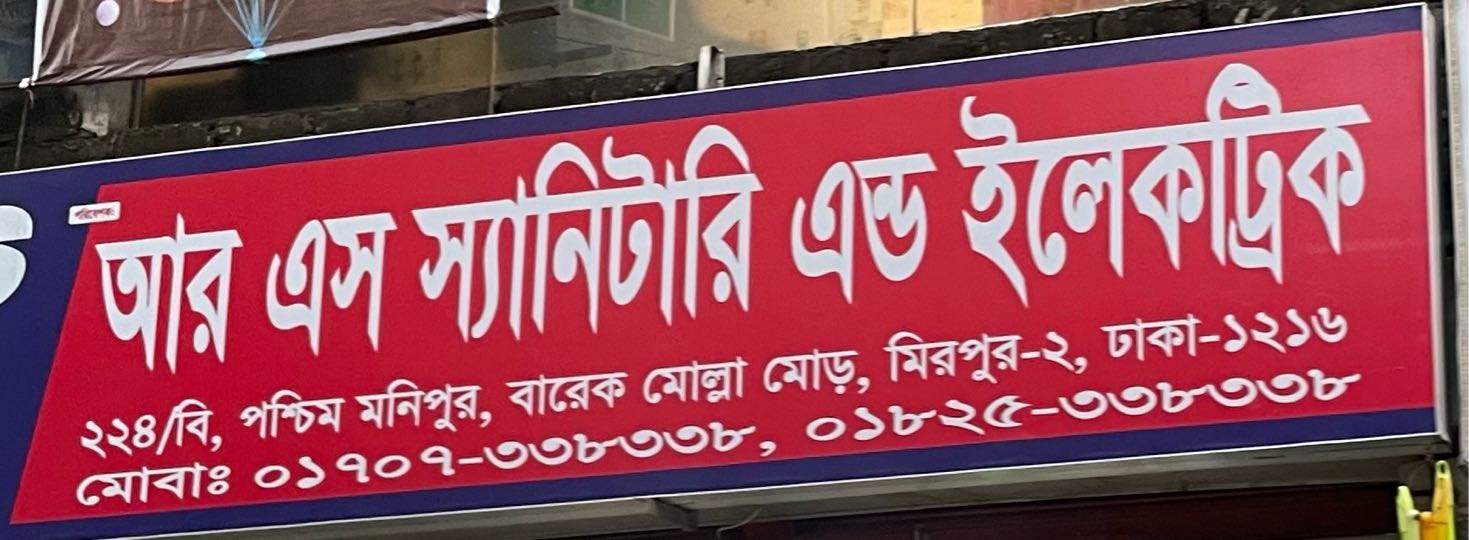 পরিবেশকঃ
আর এস স্যানিটারি এন্ড ইলেকট্রিক
২২৪/বি, পশ্চিম মনিপুর, বারেক মোল্লা মোড়, মিরপুর-২, ঢাকা-১২১৬
মোবাঃ ০১৭০৭-৩৩৮৩৩৮, ০১৮২৫-৩৩৮৩৩৮